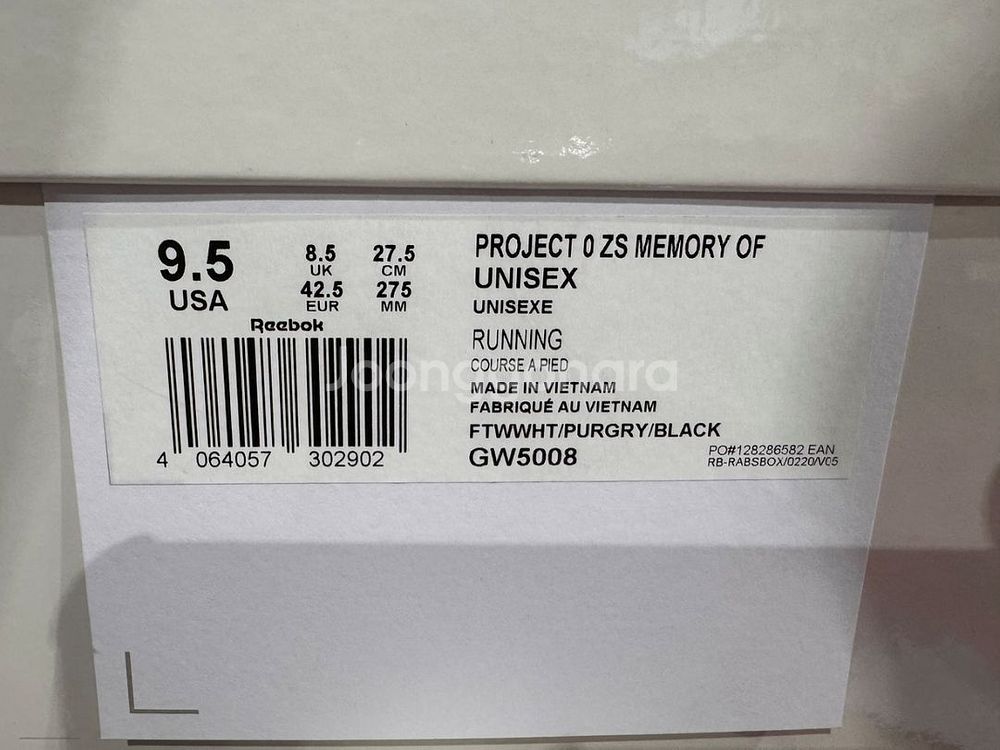 9.5
USA
8.5
UK
42.5
EUR
27.5
CM
275
MM
Reebok
4 064057 302902
PROJECT 0 ZS MEMORY OF
UNISEX
UNISEXE
RUNNING
COURSE A PIED
MADE IN VIETNAM
FABRIQUÉ AU VIETNAM
FTWWHT/PURGRY/BLACK
GW5008
PO#128286582 EAN
RB-RABSBOX/0220/V05
Joonggonara